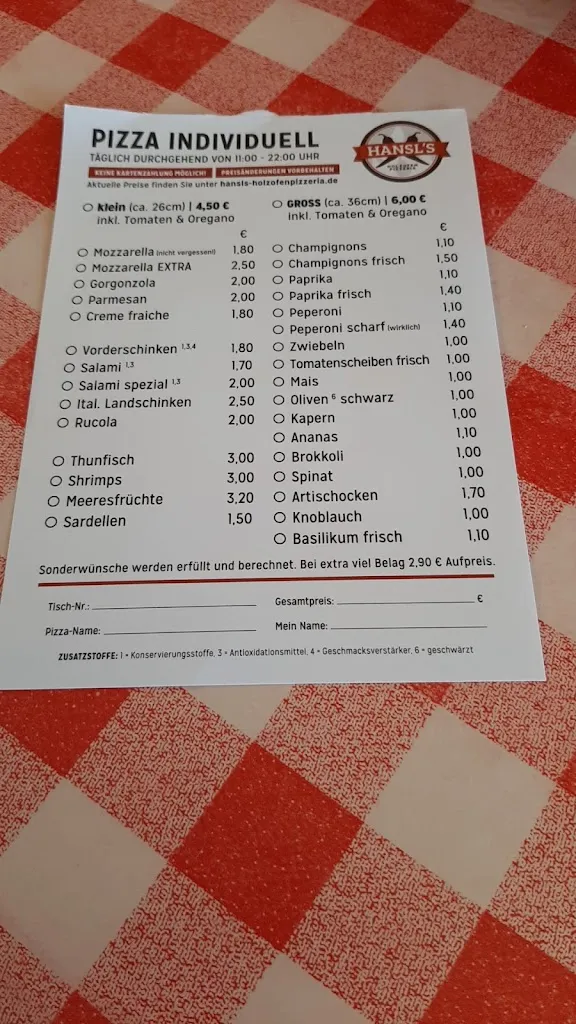 PIZZA INDIVIDUELL
TÄGLICH DURCHGEHEND VON 11:00 - 22:00 UHR
KEINE KARTENZAHLUNG MÖGLICH! PREISÄNDERUNGEN VORBEHALTEN
Aktuelle Preise finden Sie unter hansls-holzofenpizzeria.de
HANSL'S
klein (ca. 26cm) | 4,50 €
inkl. Tomaten & Oregano
€
Mozzarella (nicht vergessen!) 1,80
Mozzarella EXTRA 2,50
Gorgonzola 2,00
Parmesan 2,00
Creme fraiche 1,80
Vorderschinken 1,3,4 1,80
Salami 1,3 1,70
Salami spezial 1,3 2,00
Ital. Landschinken 2,50
Rucola 2,00
Thunfisch 3,00
Shrimps 3,00
Meeresfrüchte 3,20
Sardellen 1,50
GROSS (ca. 36cm) | 6,00 €
inkl. Tomaten & Oregano
€
Champignons 1,10
Champignons frisch 1,50
Paprika 1,10
Paprika frisch 1,40
Peperoni 1,10
Peperoni scharf (wirklich) 1,40
Zwiebeln 1,00
Tomatenscheiben frisch 1,00
Mais 1,00
Oliven 6 schwarz 1,00
Kapern 1,00
Ananas 1,10
Brokkoli 1,00
Spinat 1,00
Artischocken 1,70
Knoblauch 1,00
Basilikum frisch 1,10
Sonderwünsche werden erfüllt und berechnet. Bei extra viel Belag 2,90 € Aufpreis.
Tisch-Nr.: Gesamtpreis: €
Pizza-Name: Mein Name:
ZUSATZSTOFFE: 1 = Konservierungsstoffe, 3 = Antioxidationsmittel, 4 = Geschmacksverstärker, 6 = geschwärzt